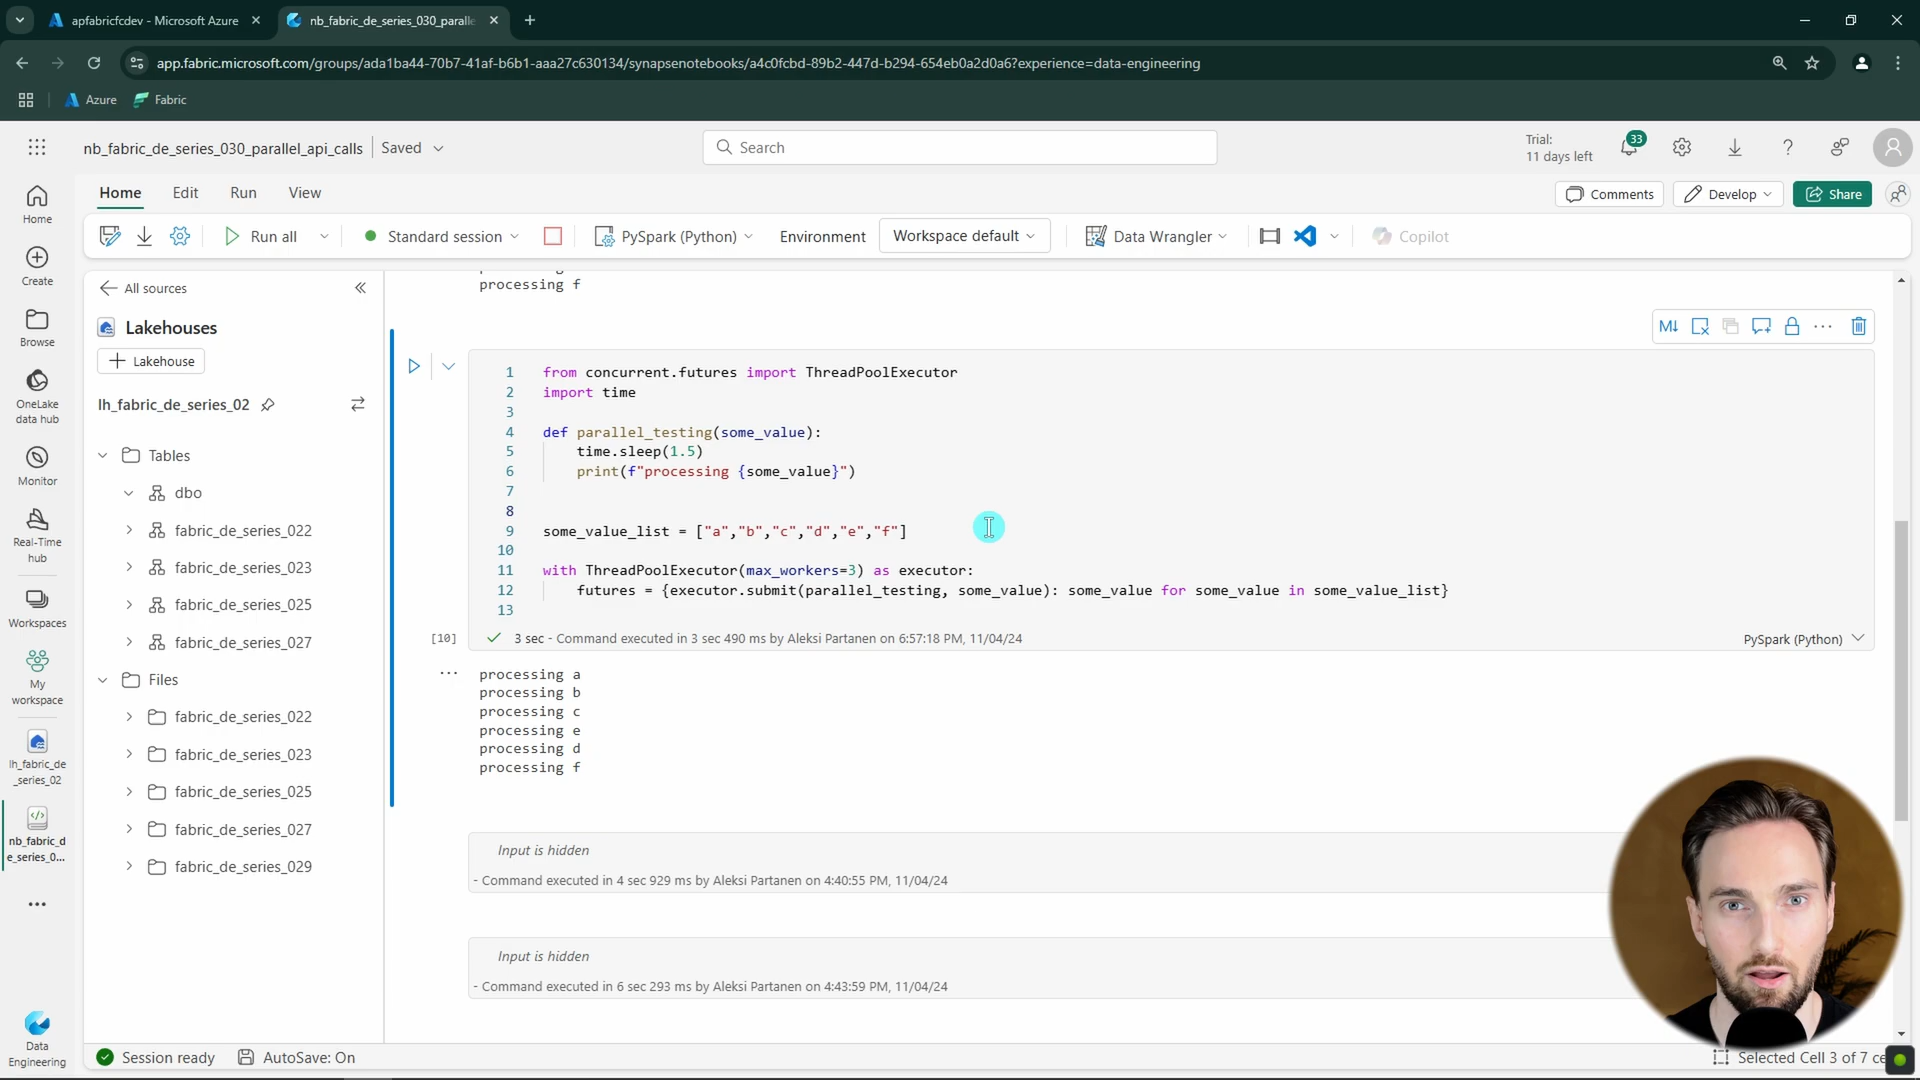 apfabricfcdev - Microsoft Azure
nb_fabric_de_series_030_paralle
app.fabric.microsoft.com/groups/ada1ba44-70b7-41af-b6b1-aaa27c630134/synapsenotebooks/a4c0fcbd-89b2-447d-b294-654eb0a2d0a6?experience=data-engineering
Azure
Fabric
nb_fabric_de_series_030_parallel_api_calls
Saved
Search
Trial:
11 days left
33
Home
Edit
Run
View
Comments
Develop
Share
Run all
Standard session
PySpark (Python)
Environment
Workspace default
Data Wrangler
Copilot
Home
Create
Browse
OneLake
data hub
Monitor
Real-Time
hub
Workspaces
My
workspace
lh_fabric_de
_series_02
nb_fabric_d
e_series_0...
Data
Engineering
All sources
Lakehouses
Lakehouse
lh_fabric_de_series_02
Tables
dbo
fabric_de_series_022
fabric_de_series_023
fabric_de_series_025
fabric_de_series_027
Files
fabric_de_series_022
fabric_de_series_023
fabric_de_series_025
fabric_de_series_027
fabric_de_series_029
processing f
M↓
1 from concurrent.futures import ThreadPoolExecutor
2 import time
3
4 def parallel_testing(some_value):
5 time.sleep(1.5)
6 print(f"processing {some_value}")
7
8
9 some_value_list = ["a","b","c","d","e","f"]
10
11 with ThreadPoolExecutor(max_workers=3) as executor:
12 futures = {executor.submit(parallel_testing, some_value): some_value for some_value in some_value_list}
13
[10] 3 sec - Command executed in 3 sec 490 ms by Aleksi Partanen on 6:57:18 PM, 11/04/24
PySpark (Python)
processing a
processing b
processing c
processing e
processing d
processing f
Input is hidden
- Command executed in 4 sec 929 ms by Aleksi Partanen on 4:40:55 PM, 11/04/24
Input is hidden
- Command executed in 6 sec 293 ms by Aleksi Partanen on 4:43:59 PM, 11/04/24
Session ready
AutoSave: On
Selected Cell 3 of 7 ce